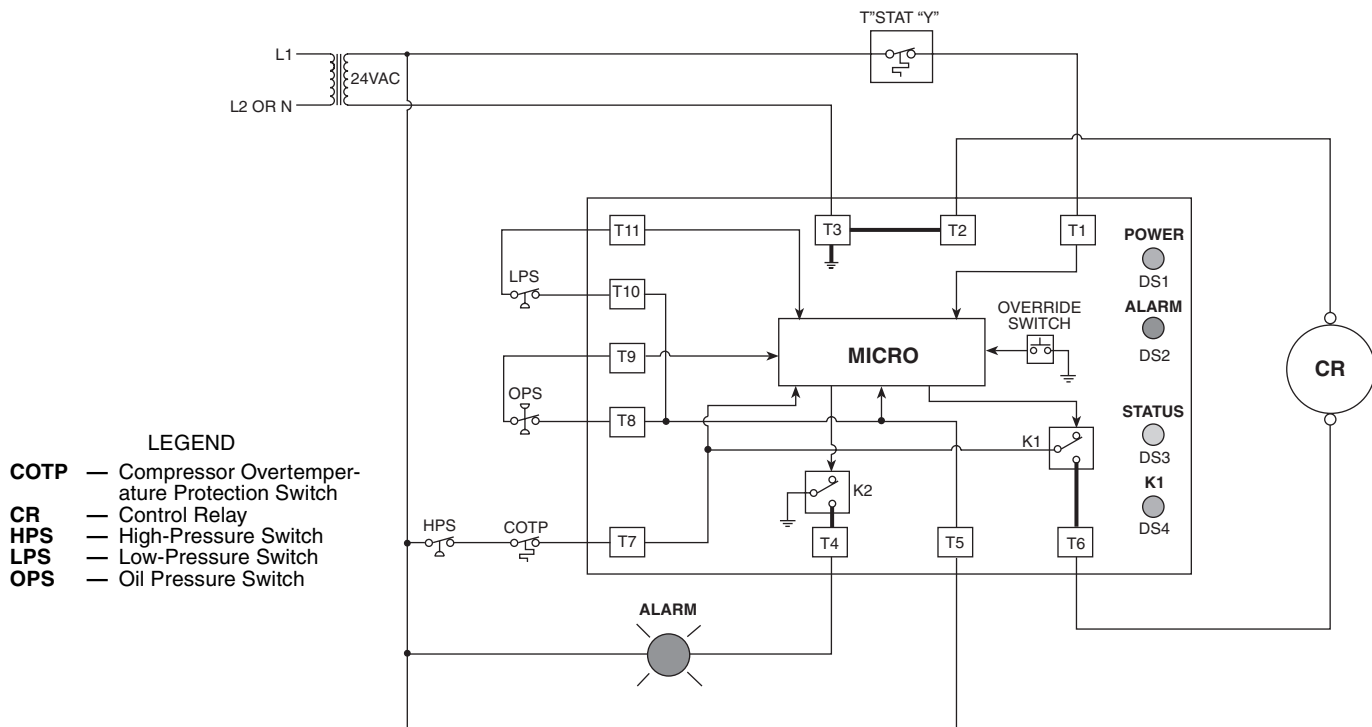 T"STAT “Y”
L1
24VAC
L2 OR N
T11
T3
T2
T1
POWER
DS1
LPS
T10
OVERRIDE
SWITCH
ALARM
DS2
MICRO
T9
CR
OPS
T8
STATUS
DS3
K1
K1
DS4
K2
HPS
COTP
T7
T4
T5
T6
ALARM
LEGEND
COTP — Compressor Overtemper-
ature Protection Switch
CR — Control Relay
HPS — High-Pressure Switch
LPS — Low-Pressure Switch
OPS — Oil Pressure Switch